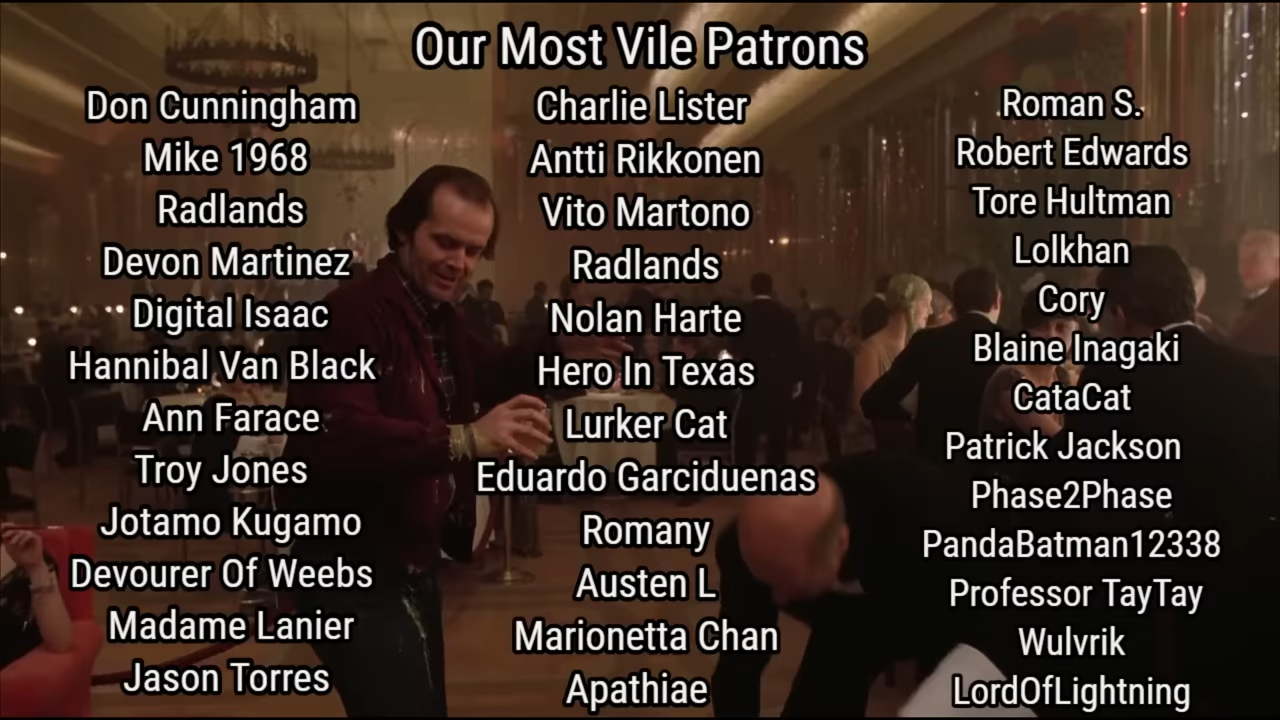 Our Most Vile Patrons
Don Cunningham
Mike 1968
Radlands
Devon Martinez
Digital Isaac
Hannibal Van Black
Ann Farace
Troy Jones
Jotamo Kugamo
Devourer Of Weebs
Madame Lanier
Jason Torres
Charlie Lister
Antti Rikkonen
Vito Martono
Radlands
Nolan Harte
Hero In Texas
Lurker Cat
Eduardo Garciduenas
Romany
Austen L
Marionetta Chan
Apathiae
Roman S.
Robert Edwards
Tore Hultman
Lolkhan
Cory
Blaine Inagaki
CataCat
Patrick Jackson
Phase2Phase
PandaBatman12338
Professor TayTay
Wulvrik
LordOfLightning